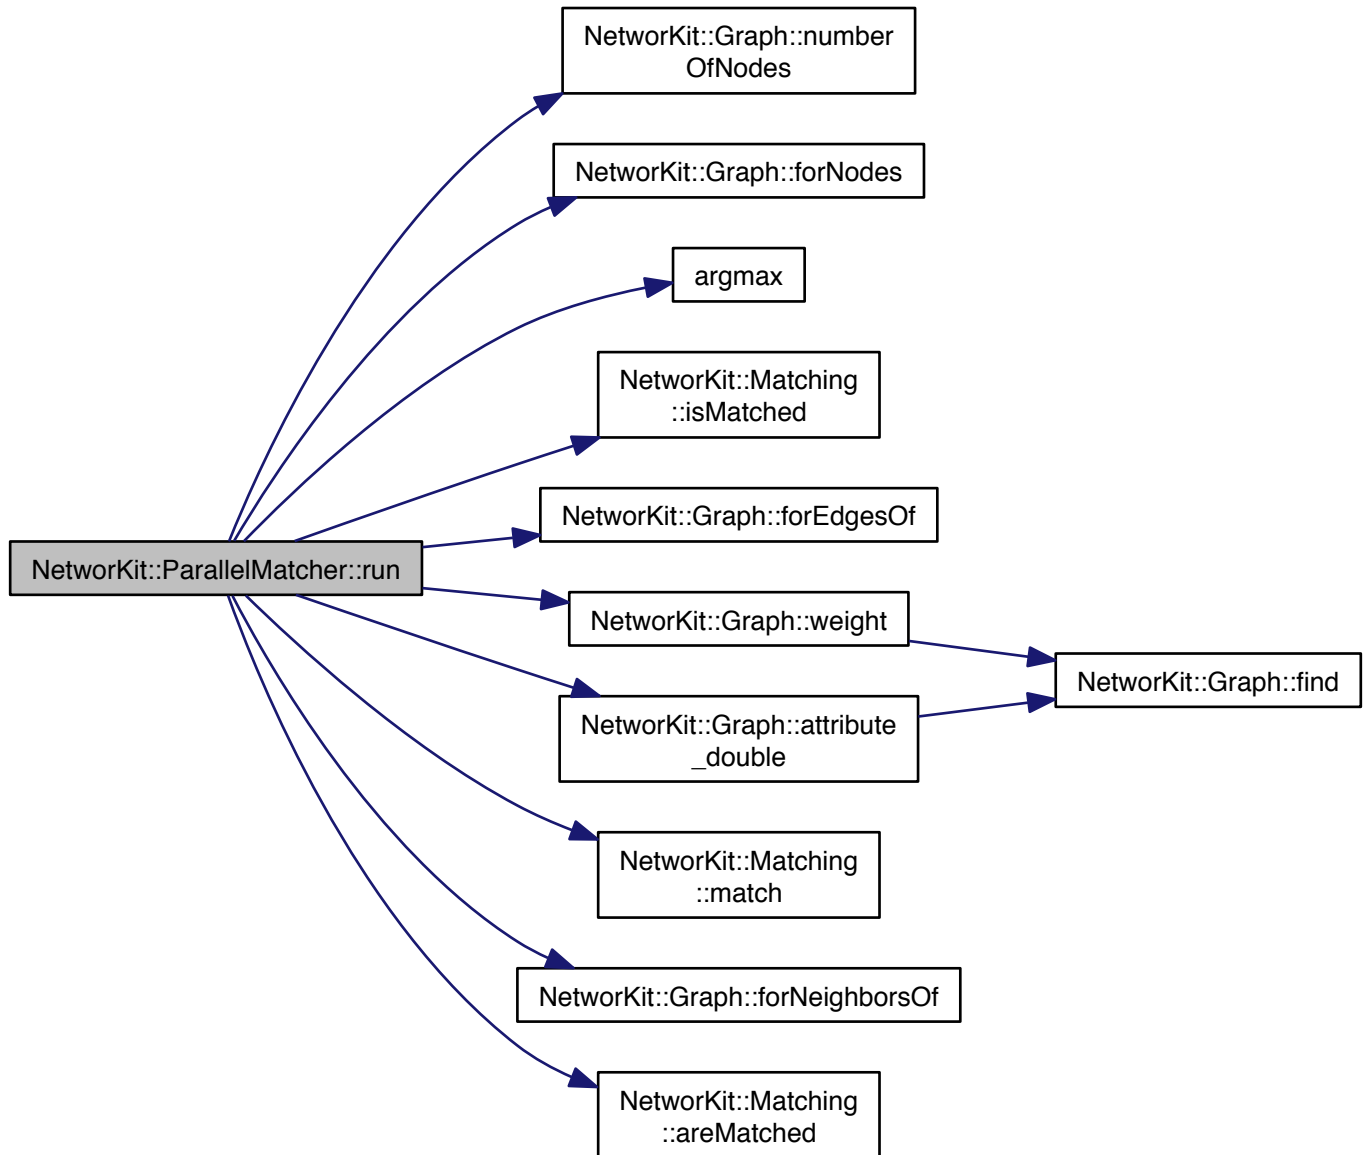 NetworKit::Graph::number
OfNodes
NetworKit::Graph::forNodes
argmax
NetworKit::Matching
::isMatched
NetworKit::Graph::forEdgesOf
NetworKit::ParallelMatcher::run
NetworKit::Graph::weight
NetworKit::Graph::find
NetworKit::Graph::attribute
_double
NetworKit::Matching
::match
NetworKit::Graph::forNeighborsOf
NetworKit::Matching
::areMatched